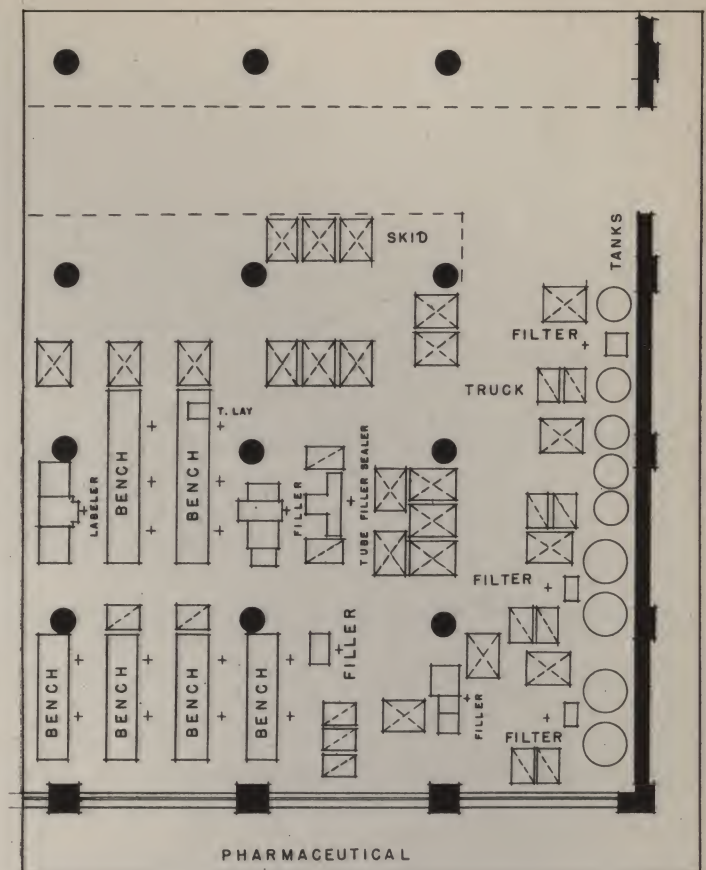 TANKS
SKID
FILTER
TRUCK
T. LAY
BENCH
BENCH
LABELER
FILLER
TUBE FILLER SEALER
FILTER
FILLER
BENCH
BENCH
BENCH
BENCH
FILLER
FILTER
PHARMACEUTICAL